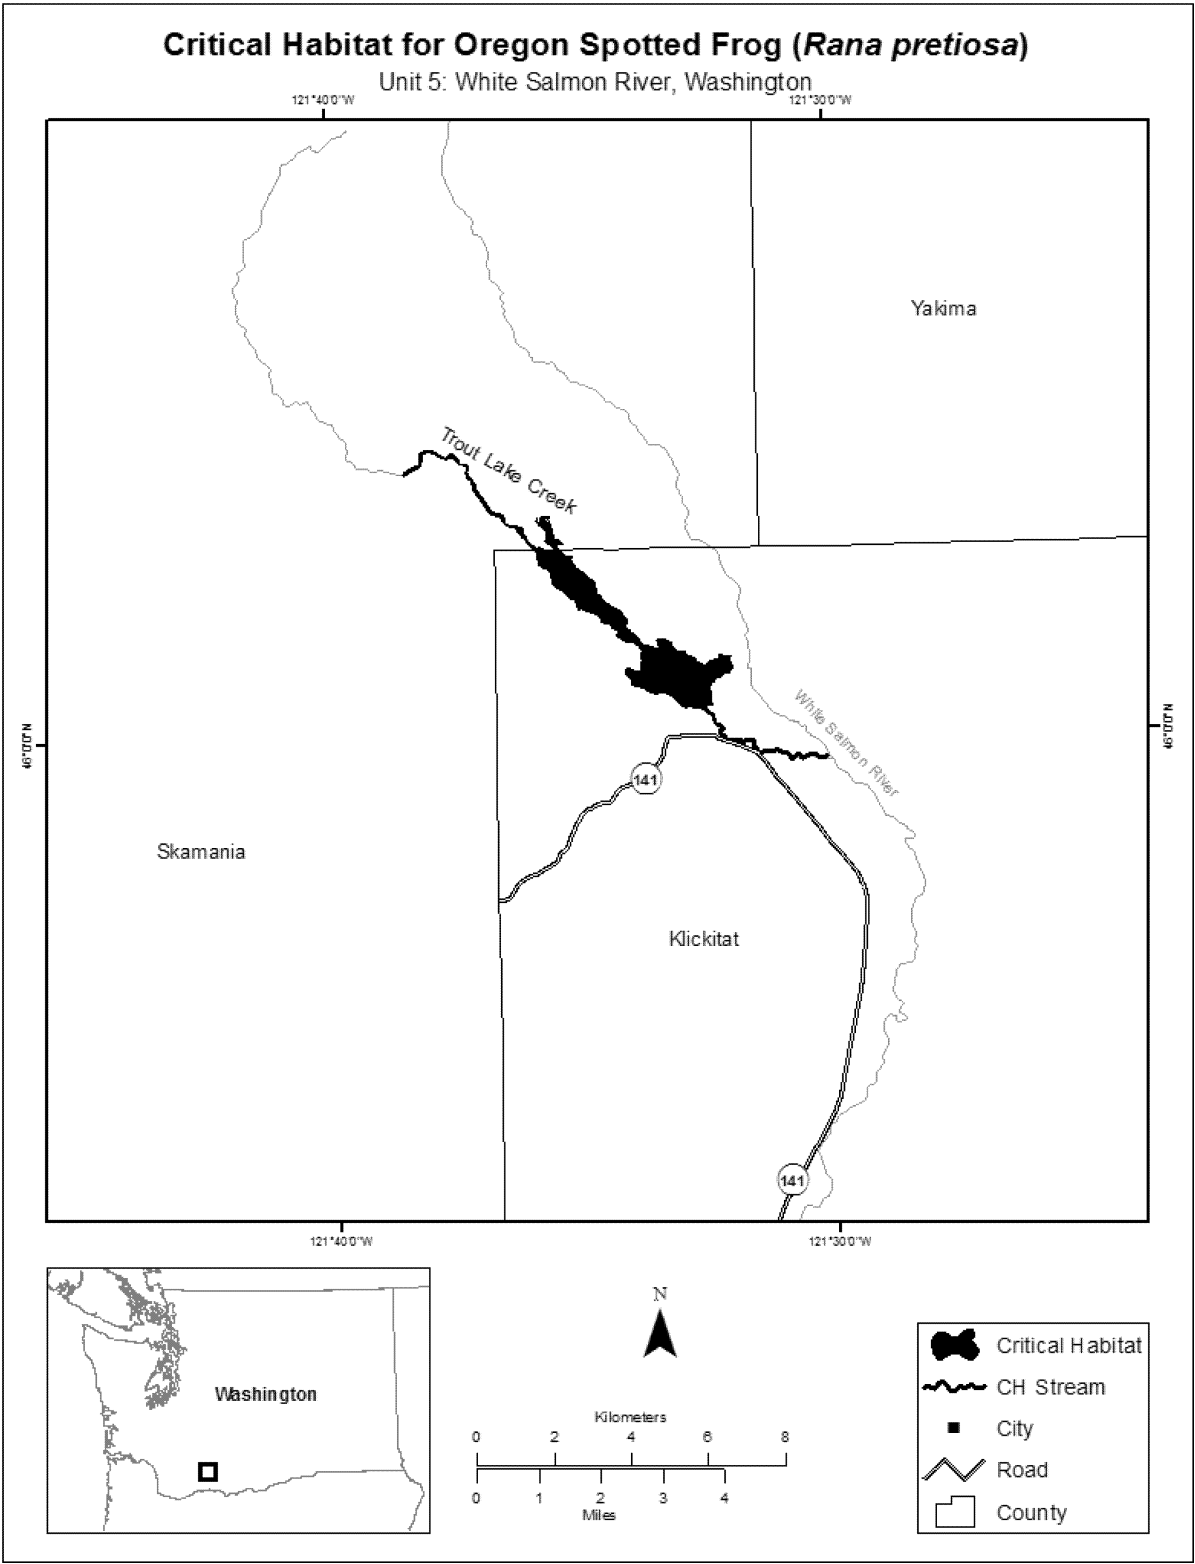 Critical Habitat for Oregon Spotted Frog (Rana pretiosa)
Unit 5: White Salmon River, Washington
121°40'0"W
121°30'0"W
Yakima
Trout Lake Creek
White Salmon River
46°0'0"N
46°0'0"N
141
Skamania
Klickitat
141
121°40'0"W
121°30'0"W
N
Washington
Kilometers
0 2 4 6 8
0 1 2 3 4
Miles
Critical Habitat
CH Stream
City
Road
County